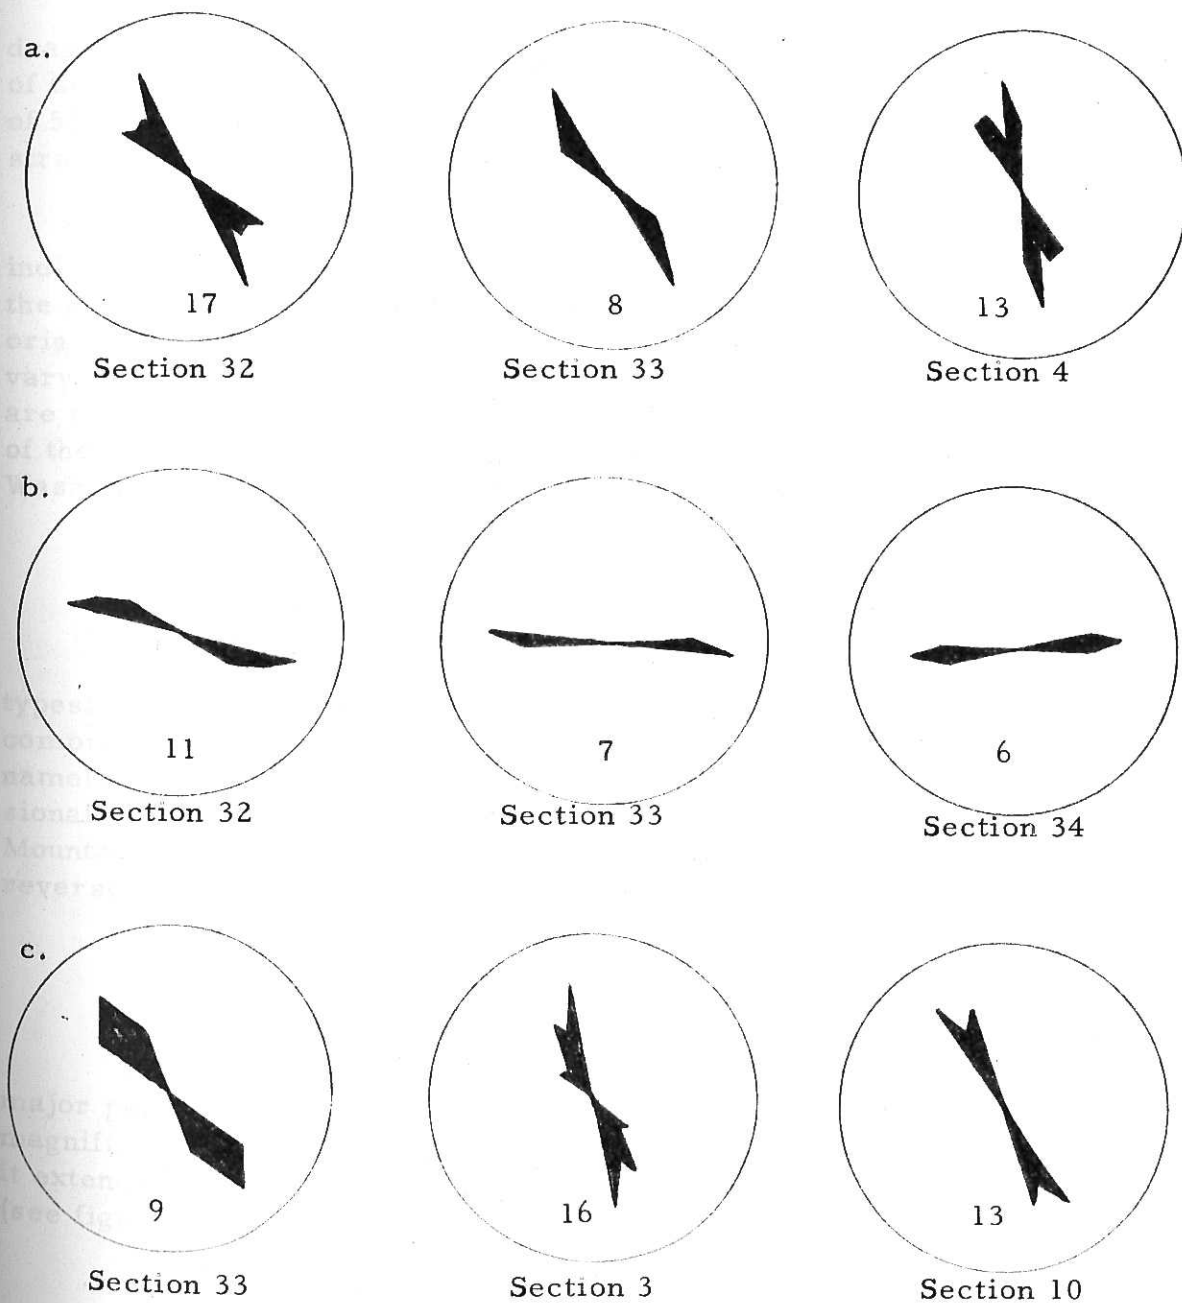 a.
17 8 13
Section 32 Section 33 Section 4
b.
11 7 6
Section 32 Section 33 Section 34
c.
9 16 13
Section 33 Section 3 Section 10